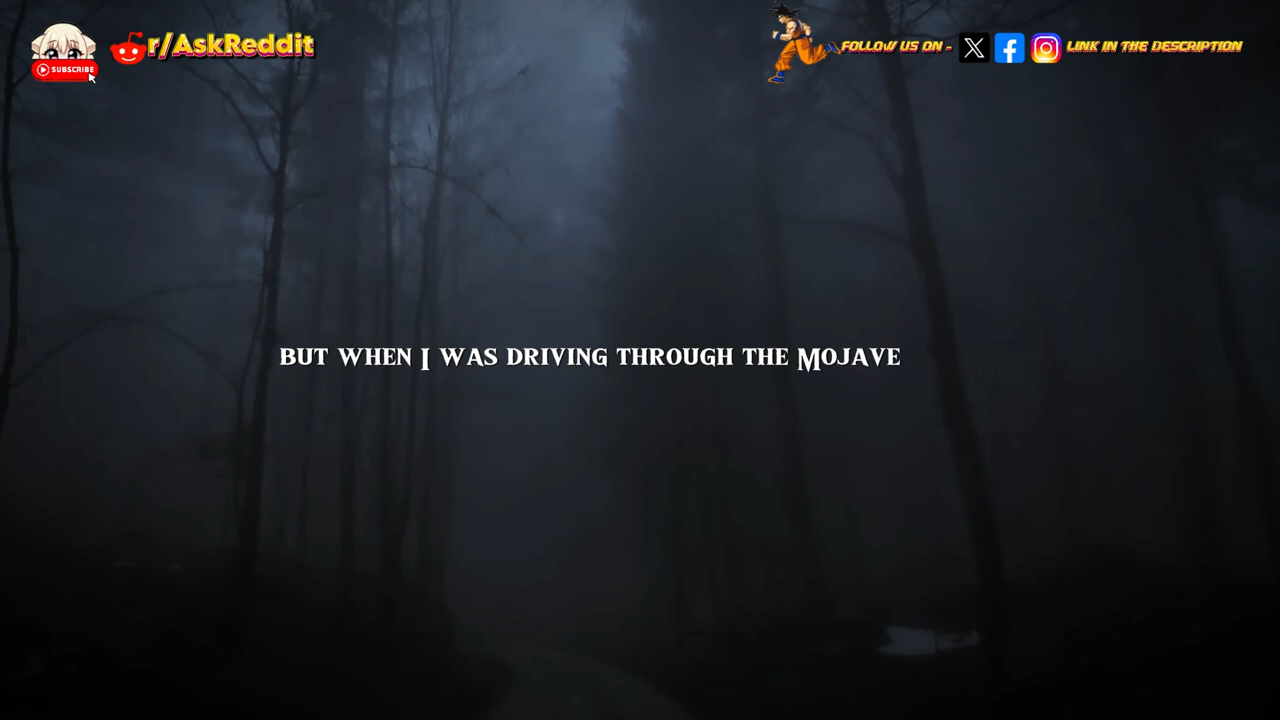 SUBSCRIBE
r/AskReddit
FOLLOW US ON -
LINK IN THE DESCRIPTION
BUT WHEN I WAS DRIVING THROUGH THE MOJAVE